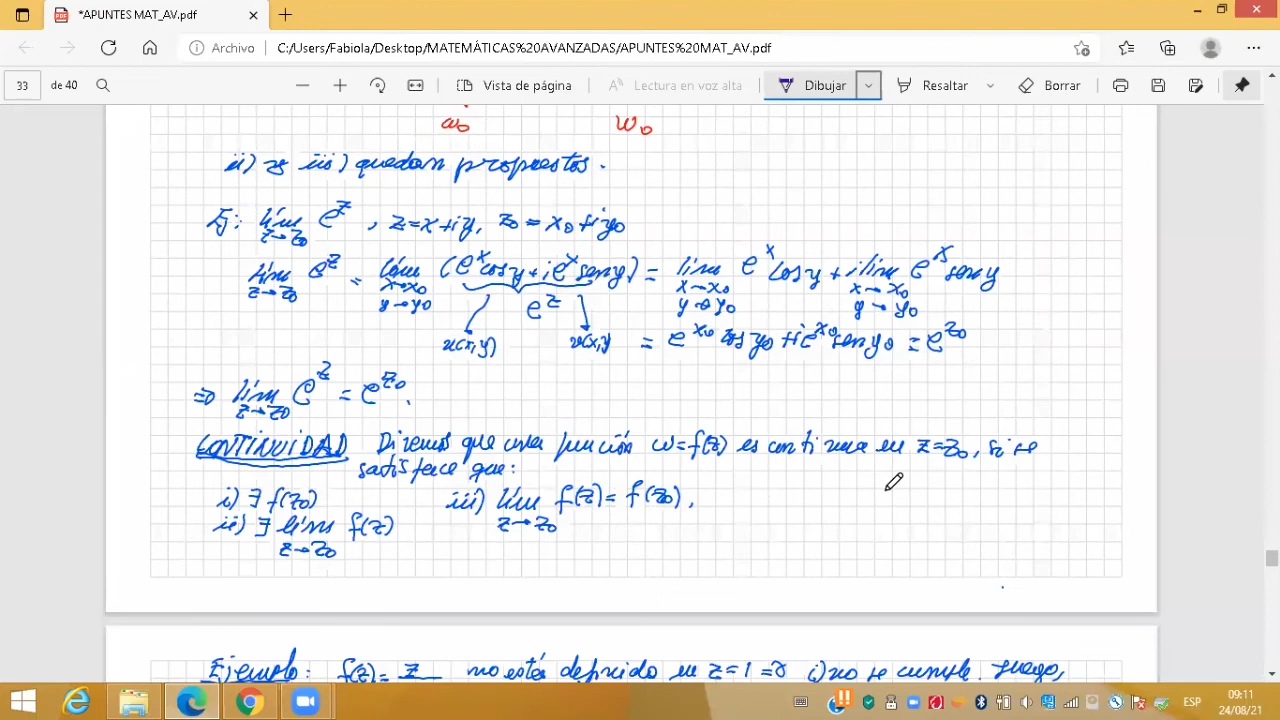 *APUNTES MAT_AV.pdf
Archivo C:/Users/Fabiola/Desktop/MATEMÁTICAS%20AVANZADAS/APUNTES%20MAT_AV.pdf
33 de 40 Vista de página Lectura en voz alta Dibujar Resaltar Borrar
w₀ w₀
ii) y iii) quedan propuestos.
Ej: lím z→z₀ e^z, z=x+iy, z₀ = x₀+iy₀
lím z→z₀ e^z = lím x→x₀ y→y₀ (e^x cos y + i e^x sen y) = lím x→x₀ y→y₀ e^x cos y + i lím x→x₀ y→y₀ e^x sen y
e^z
u(x,y) v(x,y) = e^x₀ cos y₀ + i e^x₀ sen y₀ = e^z₀
⇒ lím z→z₀ e^z = e^z₀.
CONTINUIDAD Diremos que una función w=f(z) es continua en z=z₀, si se
satisface que:
i) ∃ f(z₀) iii) lím z→z₀ f(z) = f(z₀).
ii) ∃ lím z→z₀ f(z)
Ejemplo: f(z)= z no está definido en z=1 ⇒ i) no se cumple. Luego,
ESP
09:11
24/08/21